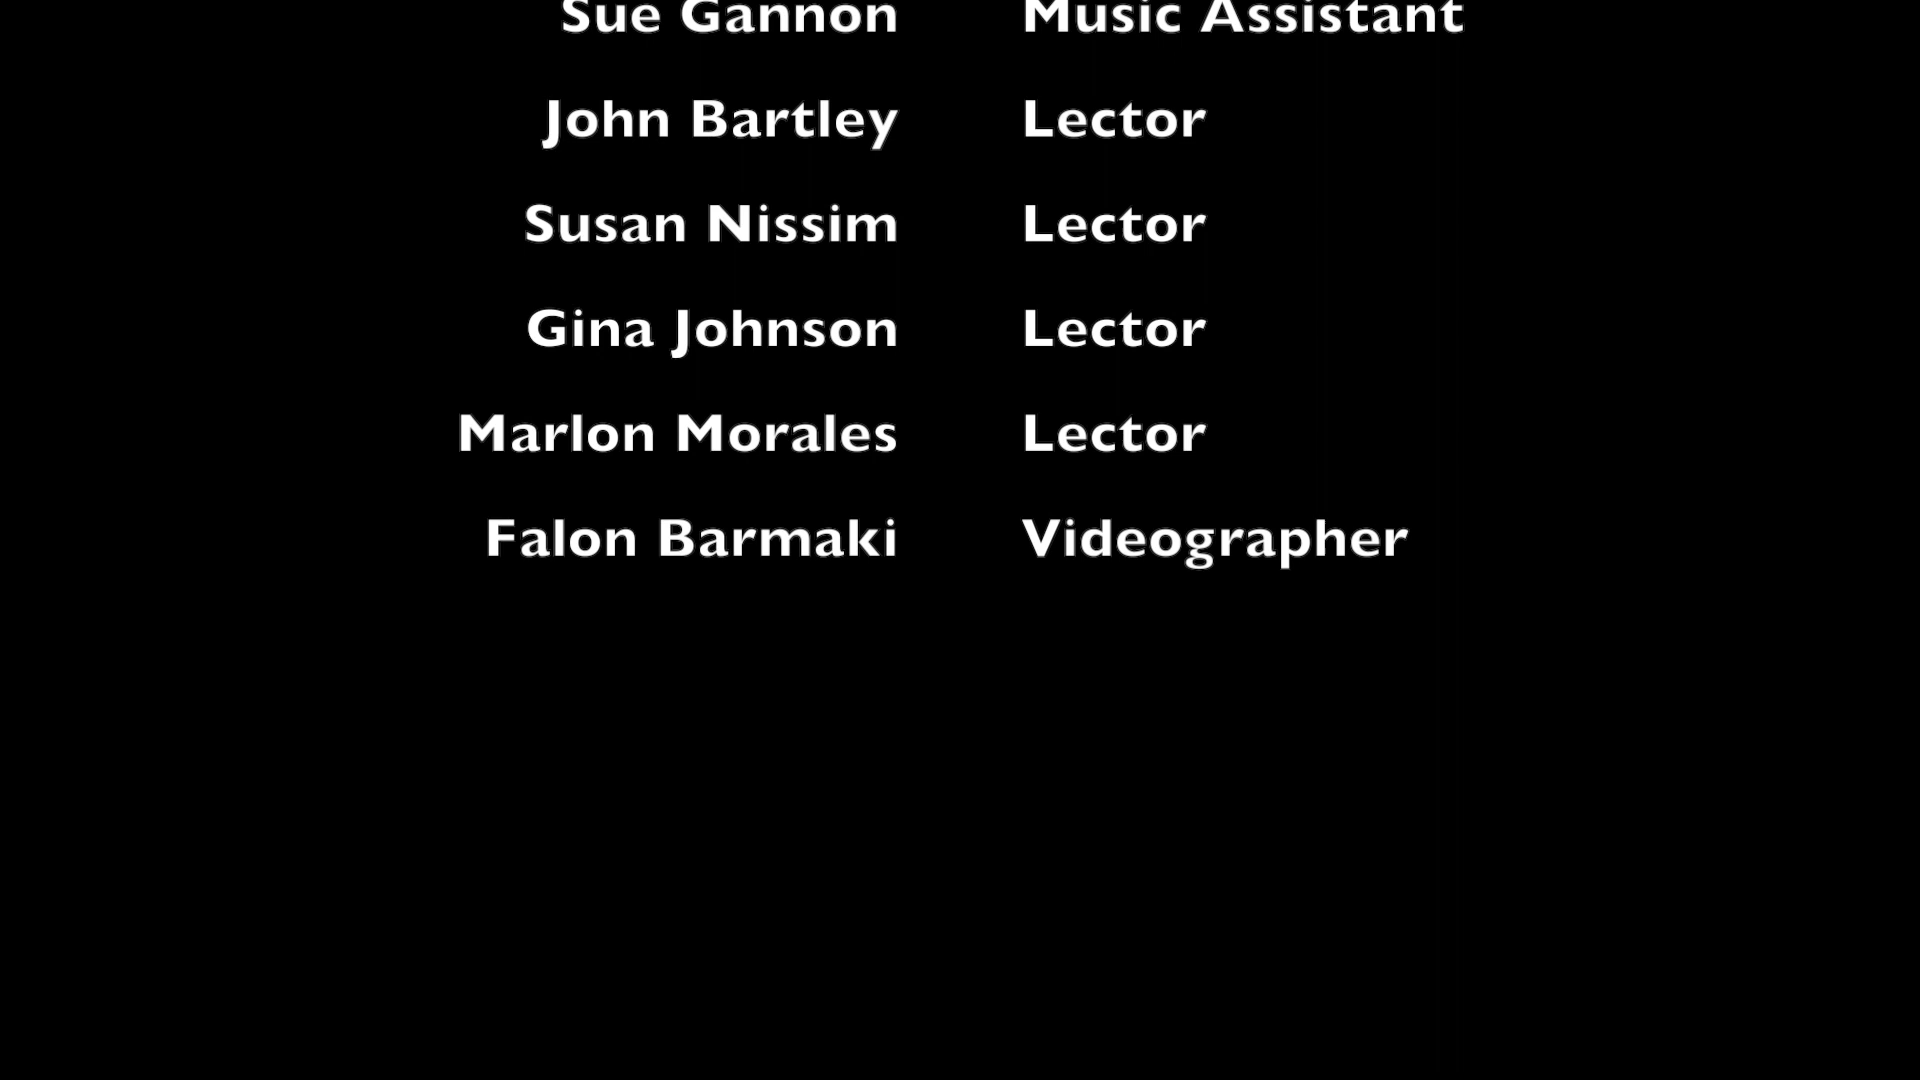 Sue Gannon Music Assistant
John Bartley Lector
Susan Nissim Lector
Gina Johnson Lector
Marlon Morales Lector
Falon Barmaki Videographer